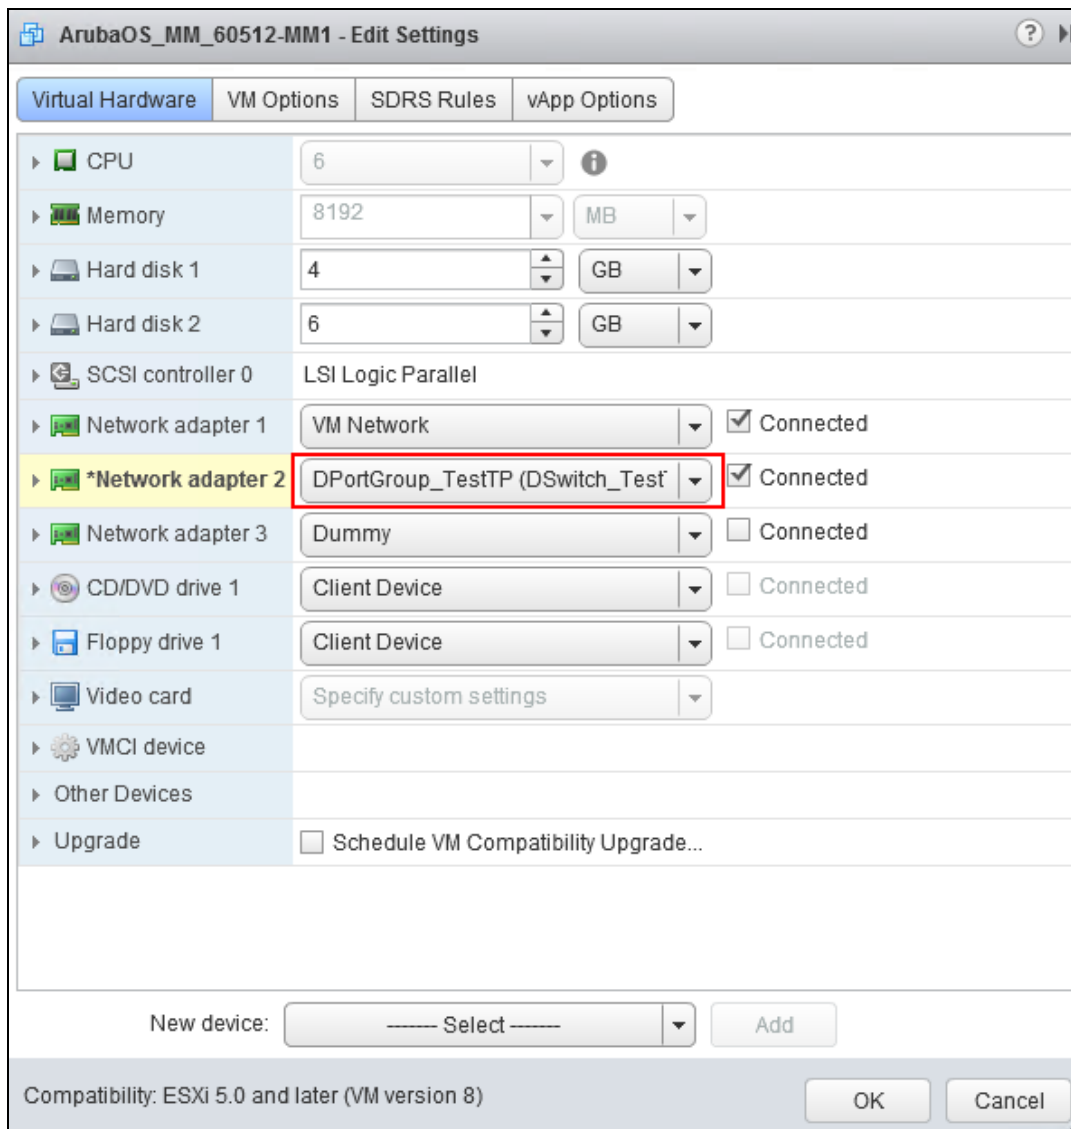 ArubaOS_MM_60512-MM1 - Edit Settings ?
Virtual Hardware VM Options SDRS Rules vApp Options
CPU 6
Memory 8192 MB
Hard disk 1 4 GB
Hard disk 2 6 GB
SCSI controller 0 LSI Logic Parallel
Network adapter 1 VM Network Connected
*Network adapter 2 DPortGroup_TestTP (DSwitch_Test Connected
Network adapter 3 Dummy Connected
CD/DVD drive 1 Client Device Connected
Floppy drive 1 Client Device Connected
Video card Specify custom settings
VMCI device
Other Devices
Upgrade Schedule VM Compatibility Upgrade...
New device: ------- Select ------- Add
Compatibility: ESXi 5.0 and later (VM version 8) OK Cancel